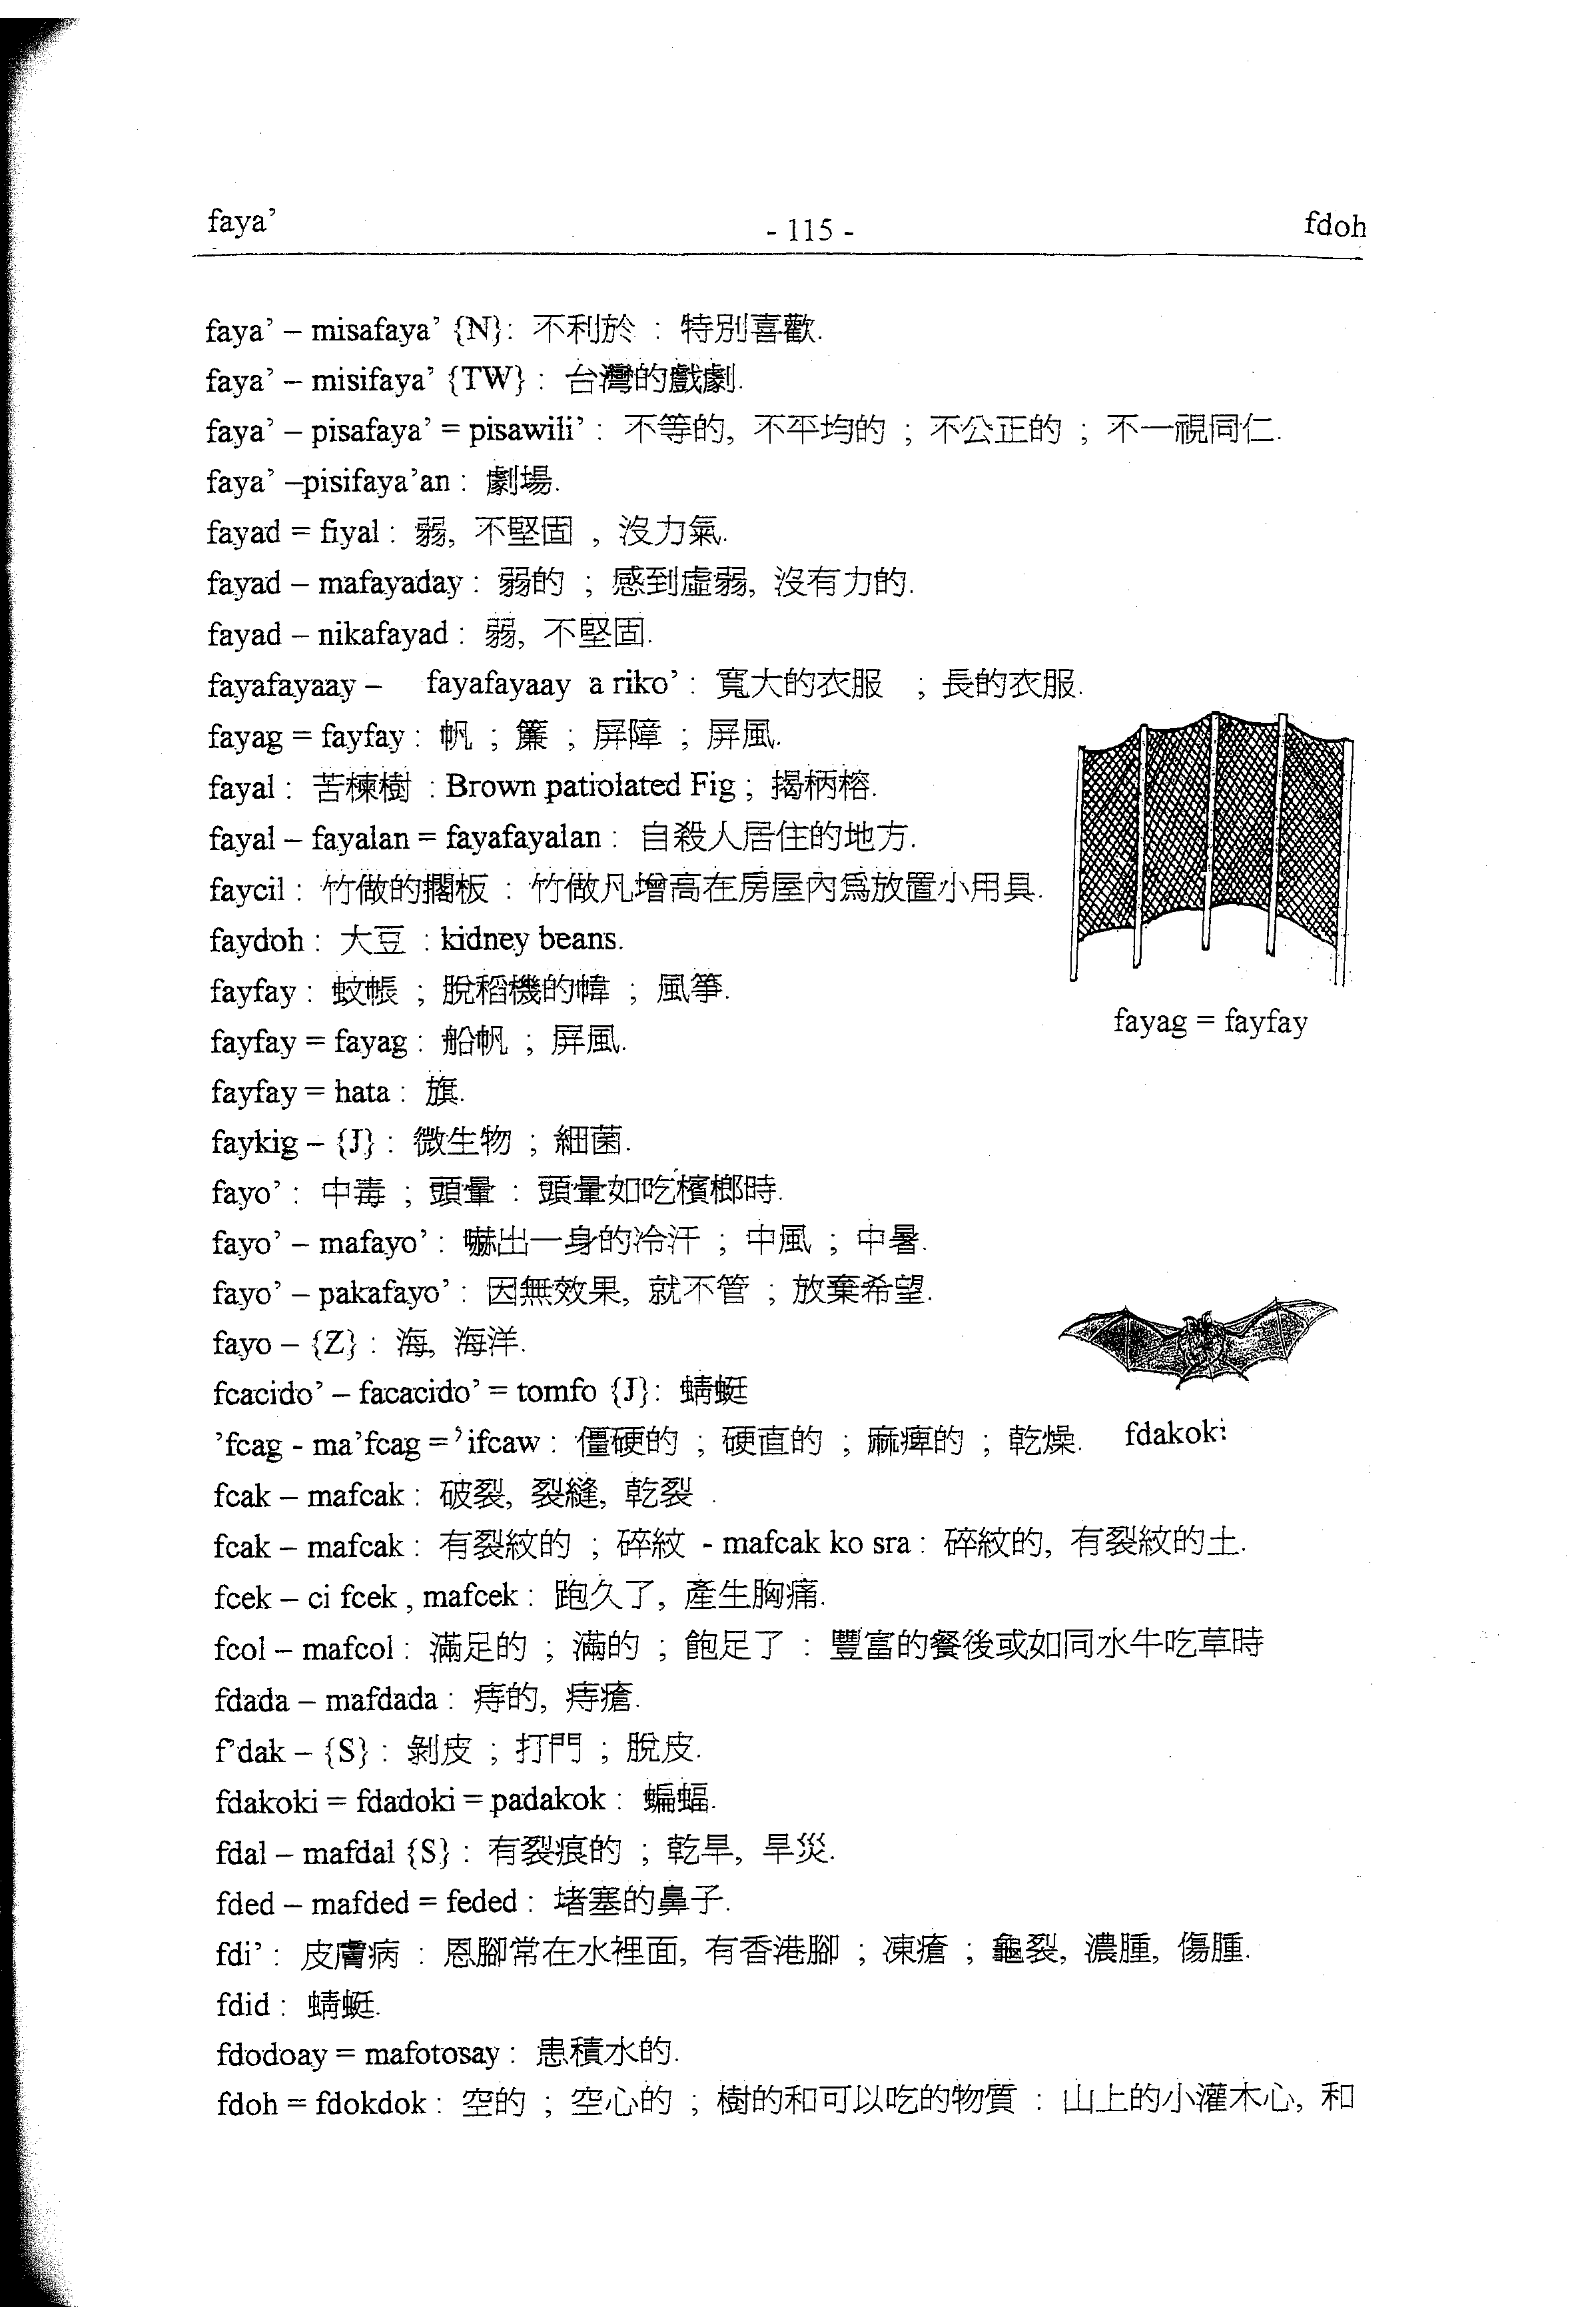 faya’ - 115 - fdoh
faya’ – misafaya’ {N}: 不利於 : 特別喜歡.
faya’ – misifaya’ {TW} : 台灣的戲劇.
faya’ – pisafaya’ = pisawili’ : 不等的, 不平均的 ; 不公正的 ; 不一視同仁.
faya’ –pisifaya’an : 劇場.
fayad = fiyal : 弱, 不堅固 , 沒力氣.
fayad – mafayaday : 弱的 ; 感到虛弱, 沒有力的.
fayad – nikafayad : 弱, 不堅固.
fayafayaay – fayafayaay a riko’ : 寬大的衣服 ; 長的衣服.
fayag = fayfay : 帆 ; 簾 ; 屏障 ; 屏風.
fayal : 苦楝樹 : Brown patiolated Fig ; 揭柄榕.
fayal – fayalan = fayafayalan : 自殺人居住的地方.
faycil : 竹做的擱板 : 竹做凡增高在房屋內為放置小用具.
faydoh : 大豆 : kidney beans.
fayfay : 蚊帳 ; 脫稻機的幃 ; 風箏.
fayfay = fayag : 船帆 ; 屏風.
fayag = fayfay
fayfay = hata : 旗.
faykig – {J} : 微生物 ; 細菌.
fayo’ : 中毒 ; 頭暈 : 頭暈如吃檳榔時.
fayo’ – mafayo’ : 嚇出一身的冷汗 ; 中風 ; 中暑.
fayo’ – pakafayo’ : 因無效果, 就不管 ; 放棄希望.
fayo – {Z} : 海, 海洋.
fcacido’ – facacido’ = tomfo {J}: 蜻蜓
’fcag - ma’fcag = ’ifcaw : 僵硬的 ; 硬直的 ; 麻痺的 ; 乾燥.
fdakoki
fcak – mafcak : 破裂, 裂縫, 乾裂 .
fcak – mafcak : 有裂紋的 ; 碎紋 - mafcak ko sra : 碎紋的, 有裂紋的土.
fcek – ci fcek , mafcek : 跑久了, 產生胸痛.
fcol – mafcol : 滿足的 ; 滿的 ; 飽足了 : 豐富的餐後或如同水牛吃草時
fdada – mafdada : 痔的, 痔瘡.
f’dak – {S} : 剝皮 ; 打門 ; 脫皮.
fdakoki = fdadoki = padakok : 蝙蝠.
fdal – mafdal {S} : 有裂痕的 ; 乾旱, 旱災.
fded – mafded = feded : 堵塞的鼻子.
fdi’ : 皮膚病 : 恩腳常在水裡面, 有香港腳 ; 凍瘡 ; 龜裂, 濃腫, 傷腫.
fdid : 蜻蜓.
fdodoay = mafotosay : 患積水的.
fdoh = fdokdok : 空的 ; 空心的 ; 樹的和可以吃的物質 : 山上的小灌木心, 和